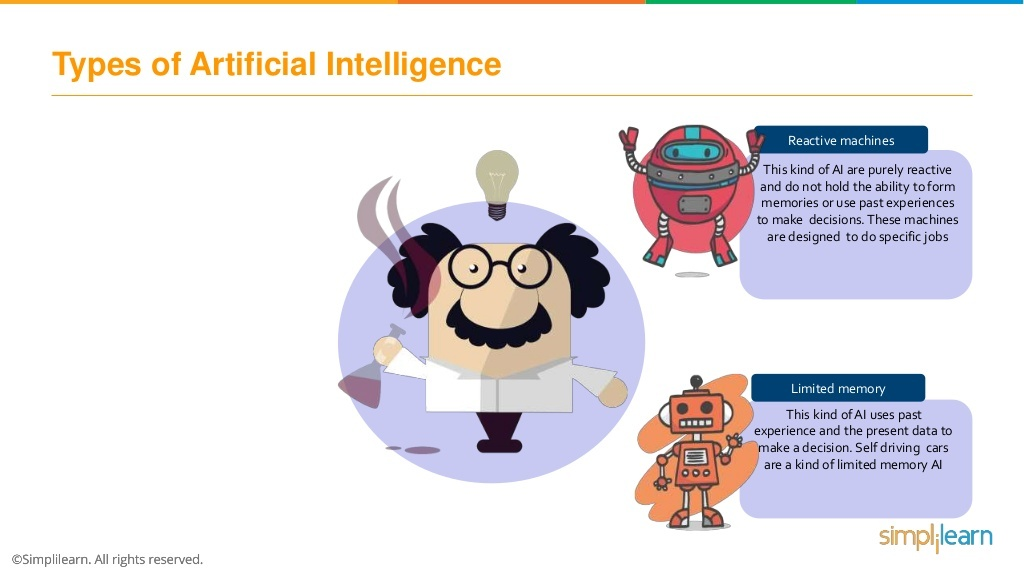 Types of Artificial Intelligence
Reactive machines
This kind of AI are purely reactive
and do not hold the ability to form
memories or use past experiences
to make decisions. These machines
are designed to do specific jobs
Limited memory
This kind of AI uses past
experience and the present data to
make a decision. Self driving cars
are a kind of limited memory AI
simplilearn
©Simplilearn. All rights reserved.